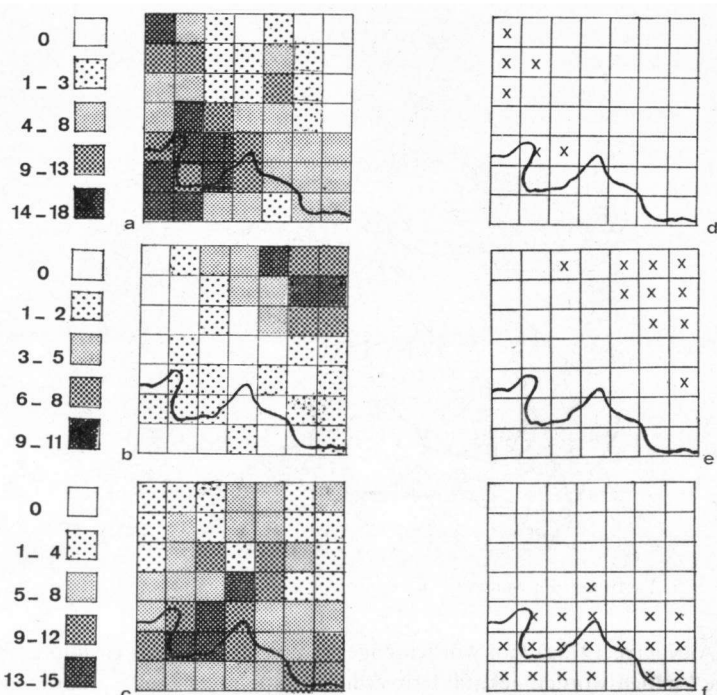 0
1 _ 3
4 _ 8
9 _ 13
14 _ 18
a
x
x x
x
x x
d
0
1 _ 2
3 _ 5
6 _ 8
9 _ 11
b
x x x x
x x x
x x
x
e
0
1 _ 4
5 _ 8
9 _ 12
13 _ 15
c
x
x x x x x
x x x x x x
x x x x x
f